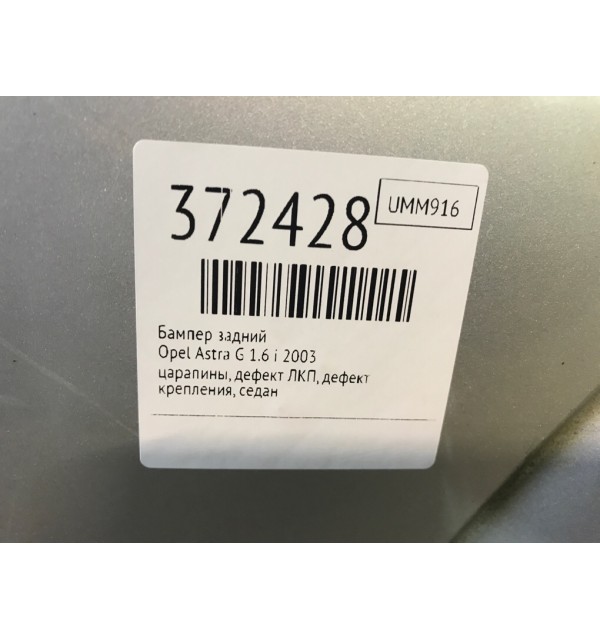 372428
UMM916
Бампер задний
Opel Astra G 1.6 i 2003
царапины, дефект ЛКП, дефект
крепления, седан